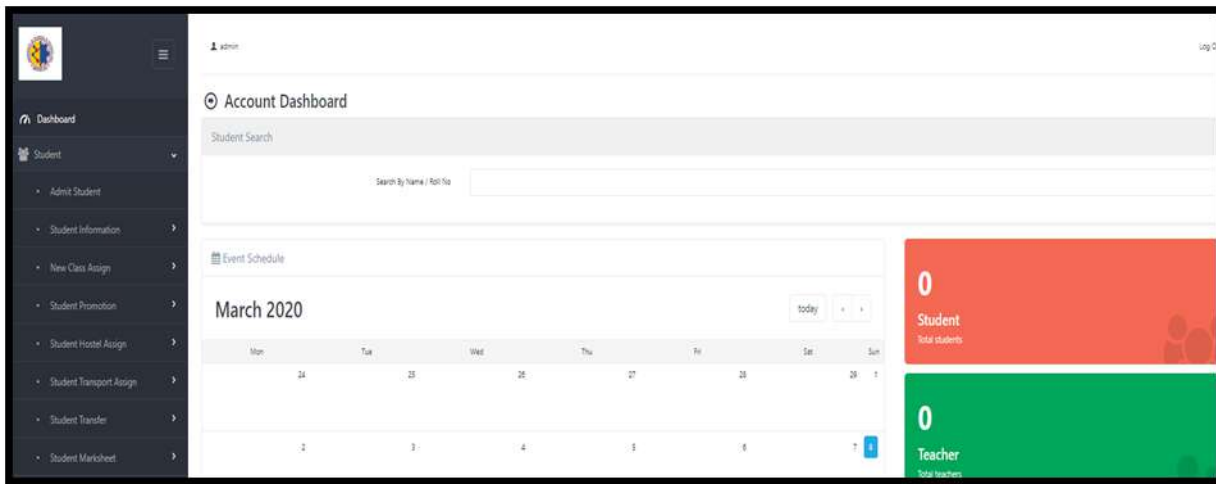 admin
Log O
Dashboard
Student
Admit Student
Student Information
New Class Assign
Student Promotion
Student Hostel Assign
Student Transport Assign
Student Transfer
Student Marksheet
Account Dashboard
Student Search
Search By Name / Roll No
Event Schedule
March 2020
today
Mon Tue Wed Thu Fri Sat Sun
24 25 26 27 28 29 1
2 3 4 5 6 7 8
0
Student
Total students
0
Teacher
Total teachers